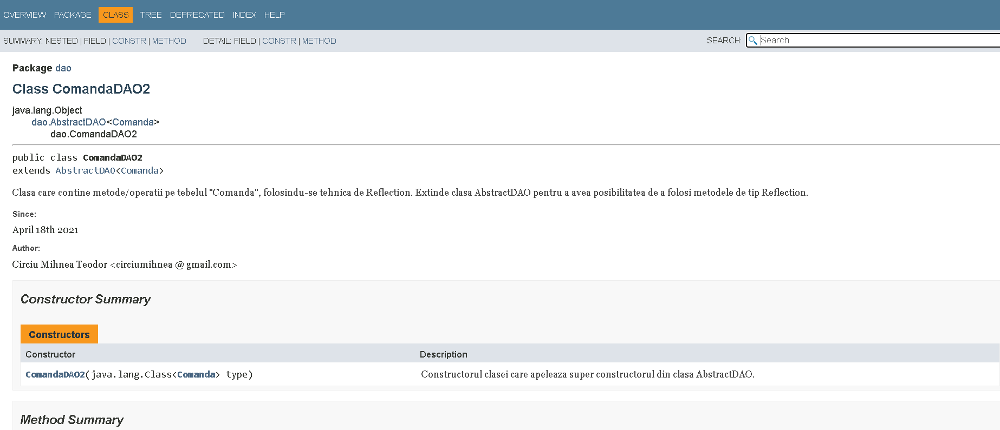 OVERVIEW PACKAGE CLASS TREE DEPRECATED INDEX HELP
SUMMARY: NESTED | FIELD | CONSTR | METHOD DETAIL: FIELD | CONSTR | METHOD SEARCH: Search
Package dao
Class ComandaDAO2
java.lang.Object
dao.AbstractDAO<Comanda>
dao.ComandaDAO2
public class ComandaDAO2
extends AbstractDAO<Comanda>
Clasa care contine metode/operatii pe tebelul "Comanda", folosindu-se tehnica de Reflection. Extinde clasa AbstractDAO pentru a avea posibilitatea de a folosi metodele de tip Reflection.
Since:
April 18th 2021
Author:
Circiu Mihnea Teodor <circiumihnea @ gmail.com>
Constructor Summary
Constructors
Constructor Description
ComandaDAO2(java.lang.Class<Comanda> type) Constructorul clasei care apeleaza super constructorul din clasa AbstractDAO.
Method Summary